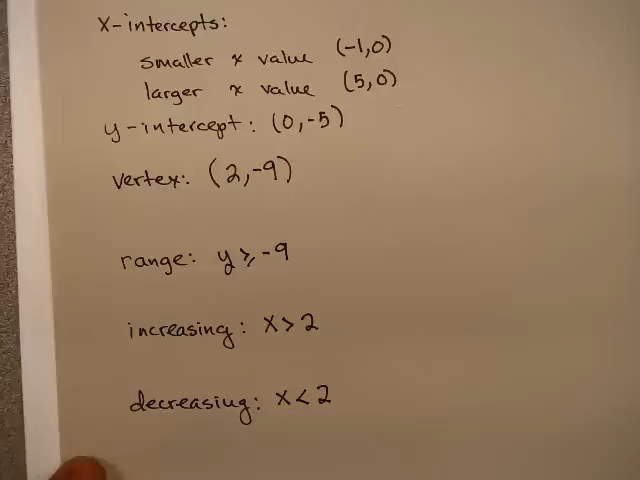 X-intercepts:
smaller x value (-1,0)
larger x value (5,0)
y-intercept: (0,-5)
vertex: (2,-9)
range: y ≥ -9
increasing: x > 2
decreasing: x < 2